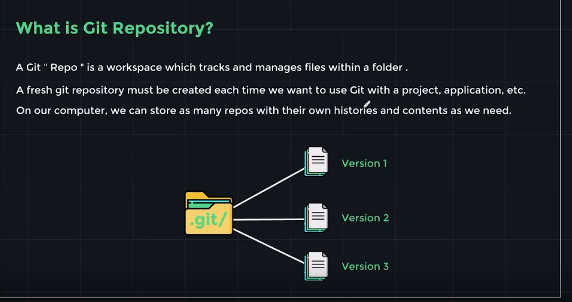 What is Git Repository?
A Git " Repo " is a workspace which tracks and manages files within a folder .
A fresh git repository must be created each time we want to use Git with a project, application, etc.
On our computer, we can store as many repos with their own histories and contents as we need.
Version 1
.git/
Version 2
Version 3